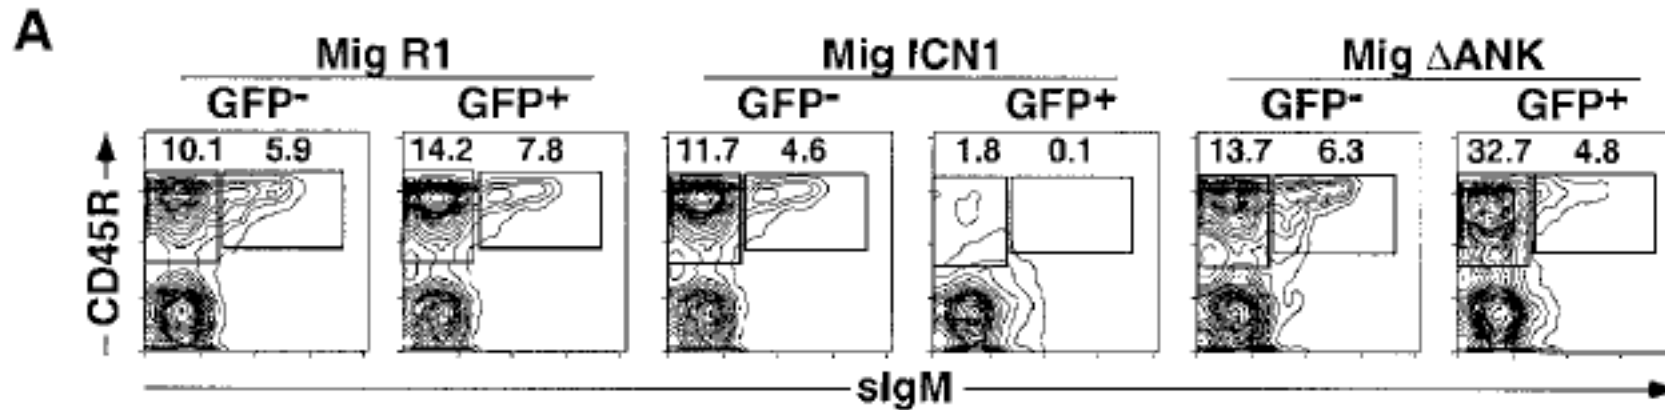 A
Mig R1 Mig ICN1 Mig ΔANK
GFP- GFP+ GFP- GFP+ GFP- GFP+
10.1 5.9 14.2 7.8 11.7 4.6 1.8 0.1 13.7 6.3 32.7 4.8
CD45R
sIgM